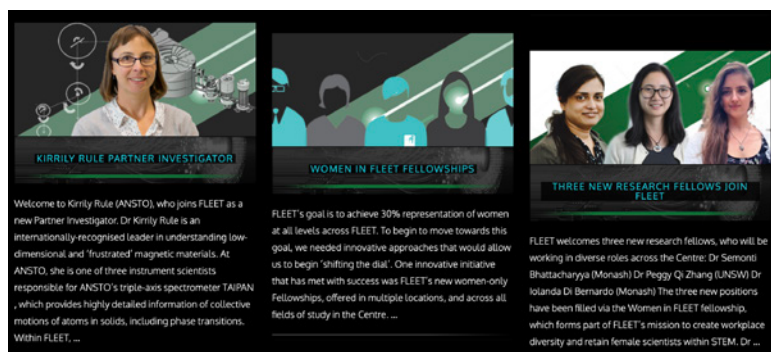 KIRRILY RULE PARTNER INVESTIGATOR
Welcome to Kirrily Rule (ANSTO), who joins FLEET as a
new Partner Investigator. Dr Kirrily Rule is an
internationally-recognised leader in understanding low-
dimensional and ‘frustrated’ magnetic materials. At
ANSTO, she is one of three instrument scientists
responsible for ANSTO’s triple-axis spectrometer TAIPAN
, which provides highly detailed information of collective
motions of atoms in solids, including phase transitions.
Within FLEET, ...
WOMEN IN FLEET FELLOWSHIPS
FLEET’s goal is to achieve 30% representation of women
at all levels across FLEET. To begin to move towards this
goal, we needed innovative approaches that would allow
us to begin ‘shifting the dial’. One innovative initiative
that has met with success was FLEET’s new women-only
Fellowships, offered in multiple locations, and across all
fields of study in the Centre. ...
THREE NEW RESEARCH FELLOWS JOIN
FLEET
FLEET welcomes three new research fellows, who will be
working in diverse roles across the Centre: Dr Semonti
Bhattacharyya (Monash) Dr Peggy Qi Zhang (UNSW) Dr
Iolanda Di Bernardo (Monash) The three new positions
have been filled via the Women in FLEET fellowship,
which forms part of FLEET’s mission to create workplace
diversity and retain female scientists within STEM. Dr ...